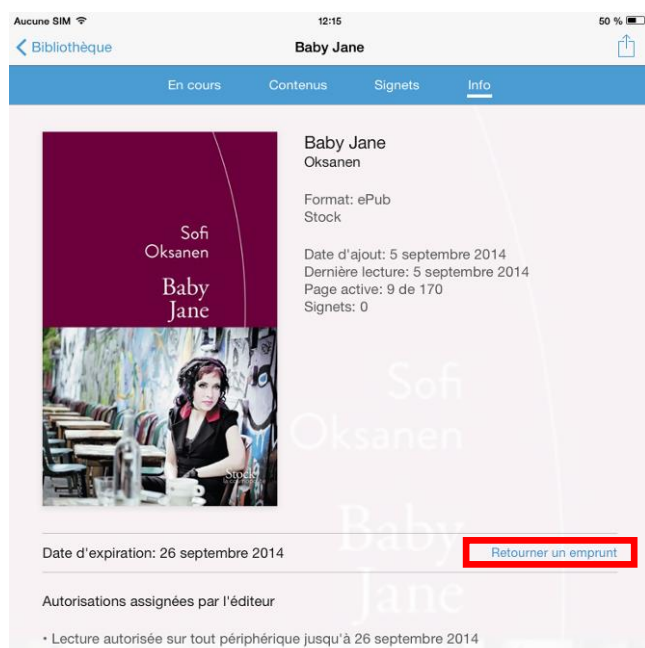 Aucune SIM 12:15 50 %
Bibliothèque Baby Jane
En cours Contenus Signets Info
Sofi
Oksanen
Baby
Jane
Stock
Baby Jane
Oksanen
Format: ePub
Stock
Date d'ajout: 5 septembre 2014
Dernière lecture: 5 septembre 2014
Page active: 9 de 170
Signets: 0
Sofi
Oksanen
Baby
Jane
Date d'expiration: 26 septembre 2014 Retourner un emprunt
Autorisations assignées par l'éditeur
• Lecture autorisée sur tout périphérique jusqu'à 26 septembre 2014